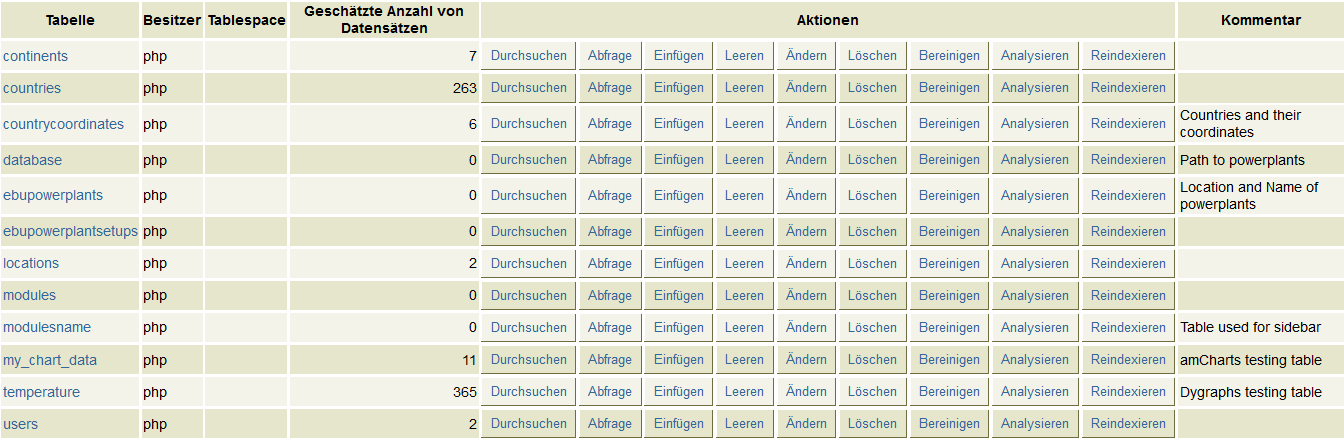 Tabelle Besitzer Tablespace Geschätzte Anzahl von Datensätzen Aktionen Kommentar
continents php 7 Durchsuchen Abfrage Einfügen Leeren Ändern Löschen Bereinigen Analysieren Reindexieren
countries php 263 Durchsuchen Abfrage Einfügen Leeren Ändern Löschen Bereinigen Analysieren Reindexieren
countrycoordinates php 6 Durchsuchen Abfrage Einfügen Leeren Ändern Löschen Bereinigen Analysieren Reindexieren Countries and their coordinates
database php 0 Durchsuchen Abfrage Einfügen Leeren Ändern Löschen Bereinigen Analysieren Reindexieren Path to powerplants
ebupowerplants php 0 Durchsuchen Abfrage Einfügen Leeren Ändern Löschen Bereinigen Analysieren Reindexieren Location and Name of powerplants
ebupowerplantsetups php 0 Durchsuchen Abfrage Einfügen Leeren Ändern Löschen Bereinigen Analysieren Reindexieren
locations php 2 Durchsuchen Abfrage Einfügen Leeren Ändern Löschen Bereinigen Analysieren Reindexieren
modules php 0 Durchsuchen Abfrage Einfügen Leeren Ändern Löschen Bereinigen Analysieren Reindexieren
modulesname php 0 Durchsuchen Abfrage Einfügen Leeren Ändern Löschen Bereinigen Analysieren Reindexieren Table used for sidebar
my_chart_data php 11 Durchsuchen Abfrage Einfügen Leeren Ändern Löschen Bereinigen Analysieren Reindexieren amCharts testing table
temperature php 365 Durchsuchen Abfrage Einfügen Leeren Ändern Löschen Bereinigen Analysieren Reindexieren Dygraphs testing table
users php 2 Durchsuchen Abfrage Einfügen Leeren Ändern Löschen Bereinigen Analysieren Reindexieren